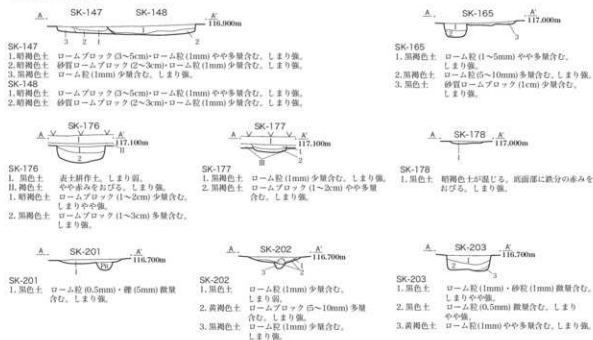 SK-147 SK-148
A A' 116.900m
3 2 1 2
SK-147
1.暗褐色土 ロームブロック(3~5cm)・ローム粒(1mm)やや多量含む。しまり強。
2.暗褐色土 砂質ロームブロック(2~3cm)・ローム粒(1mm)少量含む。しまり強。
3.黒褐色土 ローム粒(1mm)少量含む。しまり強。
SK-148
1.暗褐色土 ロームブロック(3~5cm)・ローム粒(1mm)少量含む。しまり強。
2.暗褐色土 砂質ロームブロック(2~3cm)・ローム粒(1mm)少量含む。しまり強。
A SK-165 A' 117.000m
2 3
SK-165
1.黒褐色土 ローム粒(1~5mm)やや多量含む。
しまり強。
2.黒褐色土 ローム粒(5~10mm)多量含む。しまり強。
3.黒色土 砂質ロームブロック(1cm)少量含む。
しまり強。
SK-176
A A' 117.100m
I II
1
2
SK-176
I. 黒色土 表土耕作土。しまり弱。
II.褐色土 やや赤みをおびる。しまり強。
1.暗褐色土 ロームブロック(1~2cm)少量含む。
しまりやや強。
2.黒褐色土 ロームブロック(1~3cm)多量含む。
しまり強。
SK-177
A A' 117.100m
I
1 2
III
SK-177
1.黒褐色土 ローム粒(1mm)少量含む。しまり強。
2.黒褐色土 ロームブロック(1~2cm)やや多量
含む。しまり強。
A SK-178 A' 117.000m
1
SK-178
1.黒色土 暗褐色土が混じる。底面部に鉄分の赤みを
おびる。しまり強。
A SK-201 A' 116.700m
1 Pit
SK-201
1.黒色土 ローム粒(0.5mm)・礫(5mm)微量
含む。しまり強。
A SK-202 A' 116.700m
1 2 3
SK-202
1.黒色土 ローム粒(1mm)少量含む。
しまり弱。
2.黄褐色土 ロームブロック(5~10mm)多量
含む。しまり強。
3.黒褐色土 ローム粒(1mm)少量含む。
しまり強。
A SK-203 A' 116.700m
1
2
3
SK-203
1.黒色土 ローム粒(1mm)・砂粒(1mm)微量含む。
しまりやや強。
2.黒色土 ローム粒(0.5mm)微量含む。しまり
やや強。
3.黄褐色土 ローム粒(1mm)やや多量含む。しまり強。